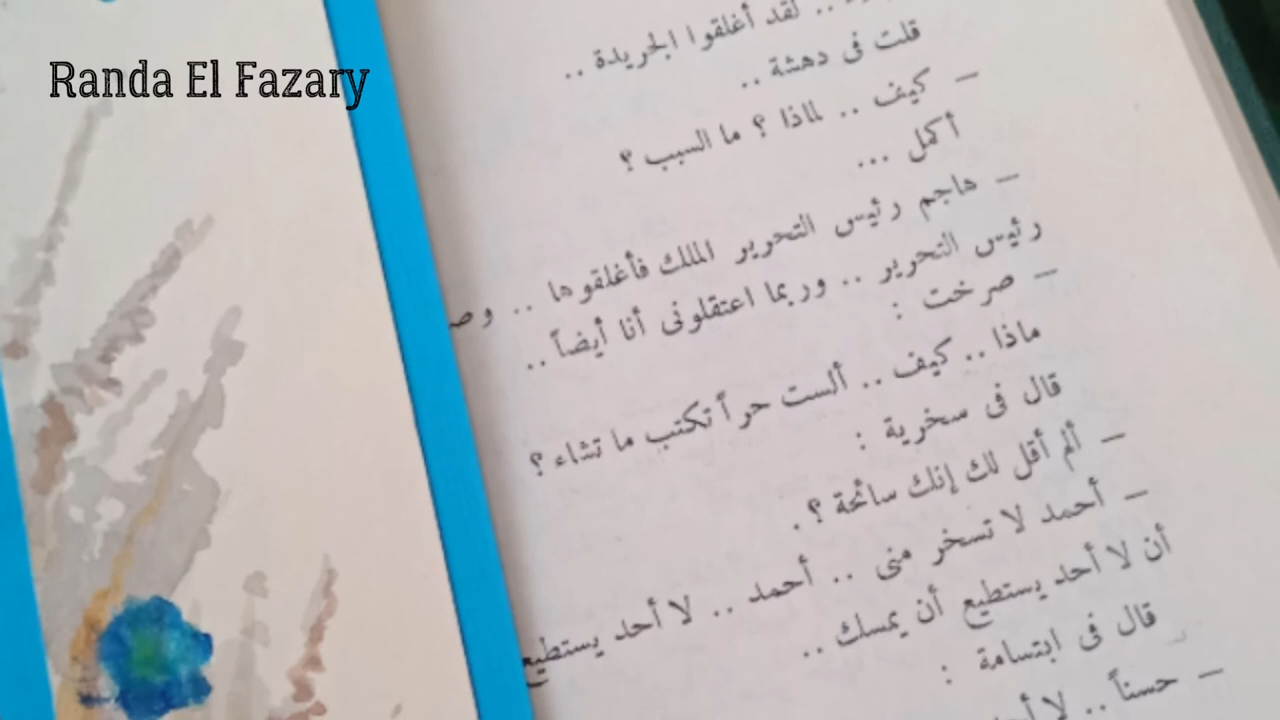 Randa El Fazary
.. لقد أغلقوا الجريدة ..
قلت فى دهشة ..
— كيف .. لماذا ؟ ما السبب ؟
أكمل ...
— هاجم رئيس التحرير الملك فأغلقوها ..
رئيس التحرير .. وربما اعتقلونى أنا أيضاً ..
— صرخت :
ماذا .. كيف .. ألست حراً تكتب ما تشاء ؟
قال فى سخرية :
— ألم أقل لك إنك سائحة ؟ .
— أحمد لا تسخر منى .. أحمد .. لا أحد يستطيع
أن لا أحد يستطيع أن يمسك ..
قال فى ابتسامة :
— حسناً .. لا